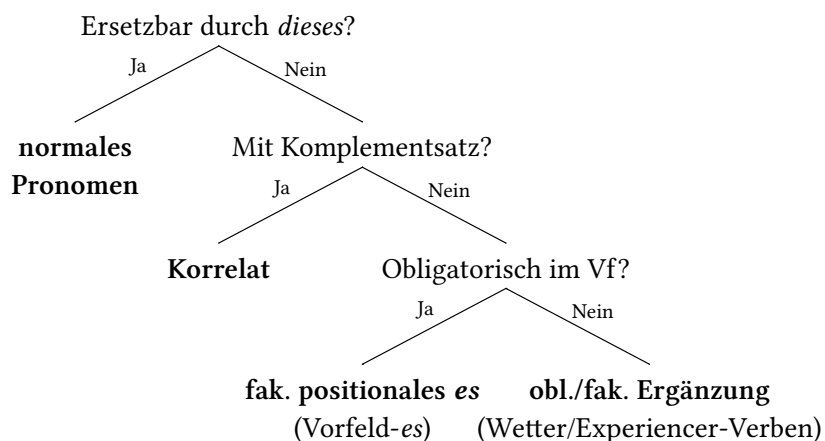 Ersetzbar durch dieses?
Ja
Nein
normales
Pronomen
Mit Komplementsatz?
Ja
Nein
Korrelat
Obligatorisch im Vf?
Ja
Nein
fak. positionales es
(Vorfeld-es)
obl./fak. Ergänzung
(Wetter/Experiencer-Verben)